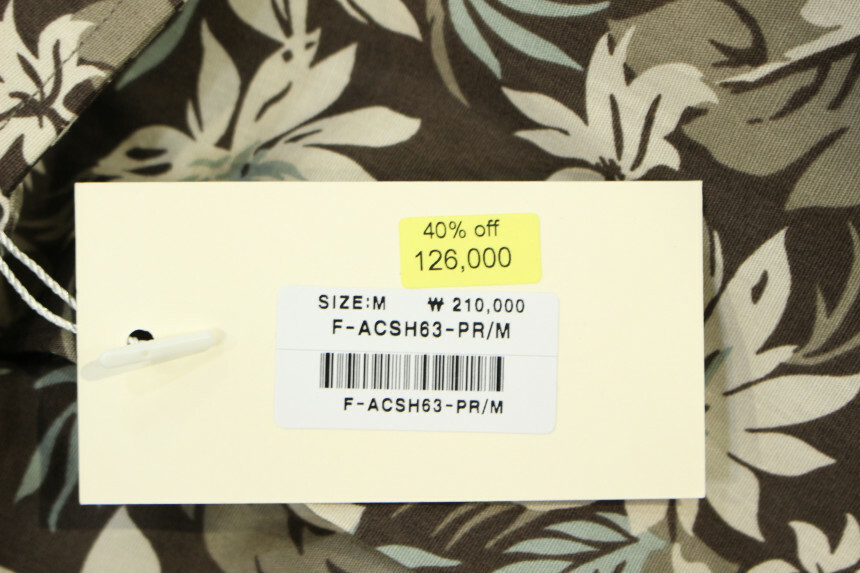 40% off
126,000
SIZE:M ₩ 210,000
F-ACSH63-PR/M
F-ACSH63-PR/M